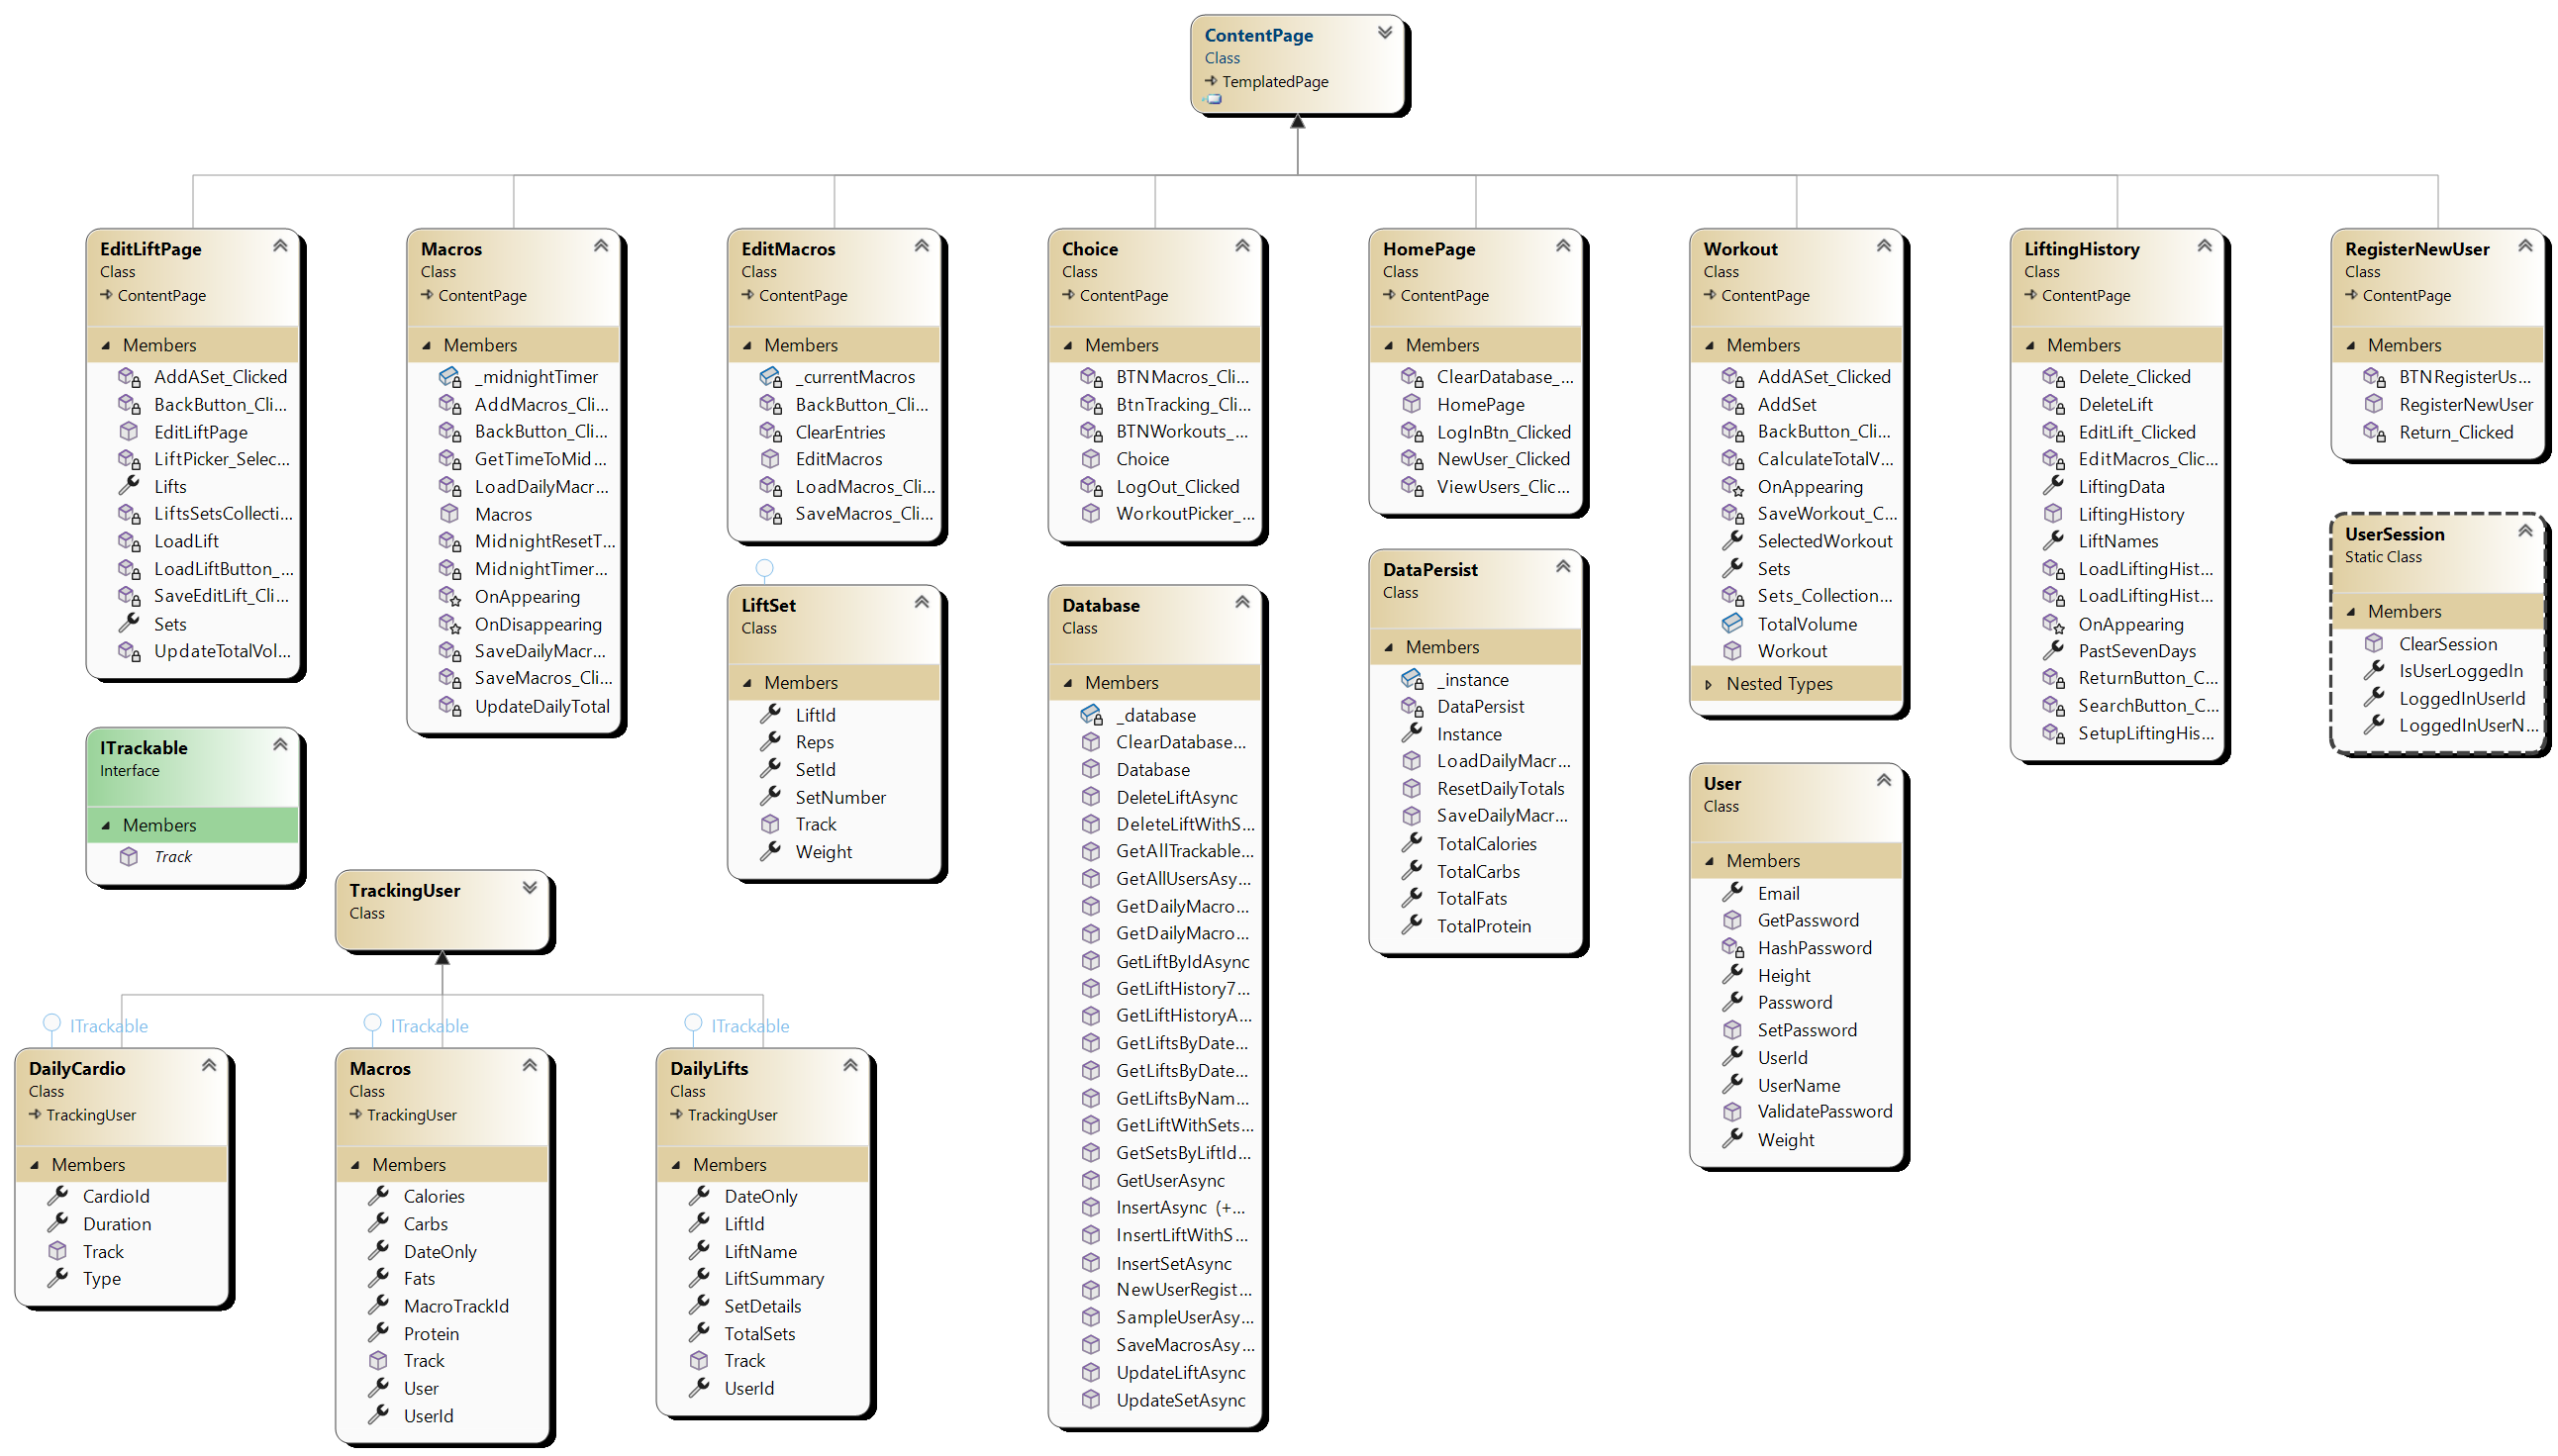 ContentPage
Class
TemplatedPage
EditLiftPage
Class
ContentPage
Members
AddASet_Clicked
BackButton_Cli...
EditLiftPage
LiftPicker_Selec...
Lifts
LiftsSetsCollecti...
LoadLift
LoadLiftButton_...
SaveEditLift_Cli...
Sets
UpdateTotalVol...
Macros
Class
ContentPage
Members
_midnightTimer
AddMacros_Cli...
BackButton_Cli...
GetTimeToMid...
LoadDailyMacr...
Macros
MidnightResetT...
MidnightTimer...
OnAppearing
OnDisappearing
SaveDailyMacr...
SaveMacros_Cli...
UpdateDailyTotal
EditMacros
Class
ContentPage
Members
_currentMacros
BackButton_Cli...
ClearEntries
EditMacros
LoadMacros_Cli...
SaveMacros_Cli...
Choice
Class
ContentPage
Members
BTNMacros_Cli...
BtnTracking_Cli...
BTNWorkouts_...
Choice
LogOut_Clicked
WorkoutPicker_...
HomePage
Class
ContentPage
Members
ClearDatabase_...
HomePage
LogInBtn_Clicked
NewUser_Clicked
ViewUsers_Clic...
Workout
Class
ContentPage
Members
AddASet_Clicked
AddSet
BackButton_Cli...
CalculateTotalV...
OnAppearing
SaveWorkout_C...
SelectedWorkout
Sets
Sets_Collection...
TotalVolume
Workout
Nested Types
LiftingHistory
Class
ContentPage
Members
Delete_Clicked
DeleteLift
EditLift_Clicked
EditMacros_Clic...
LiftingData
LiftingHistory
LiftNames
LoadLiftingHist...
LoadLiftingHist...
OnAppearing
PastSevenDays
ReturnButton_C...
SearchButton_C...
SetupLiftingHis...
RegisterNewUser
Class
ContentPage
Members
BTNRegisterUs...
RegisterNewUser
Return_Clicked
UserSession
Static Class
Members
ClearSession
IsUserLoggedIn
LoggedInUserId
LoggedInUserN...
ITrackable
Interface
Members
Track
LiftSet
Class
Members
LiftId
Reps
SetId
SetNumber
Track
Weight
Database
Class
Members
_database
ClearDatabase...
Database
DeleteLiftAsync
DeleteLiftWithS...
GetAllTrackable...
GetAllUsersAsy...
GetDailyMacro...
GetDailyMacro...
GetLiftByIdAsync
GetLiftHistory7...
GetLiftHistoryA...
GetLiftsByDate...
GetLiftsByDate...
GetLiftsByNam...
GetLiftWithSets...
GetSetsByLiftId...
GetUserAsync
InsertAsync (+...
InsertLiftWithS...
InsertSetAsync
NewUserRegist...
SampleUserAsy...
SaveMacrosAsy...
UpdateLiftAsync
UpdateSetAsync
DataPersist
Class
Members
_instance
DataPersist
Instance
LoadDailyMacr...
ResetDailyTotals
SaveDailyMacr...
TotalCalories
TotalCarbs
TotalFats
TotalProtein
User
Class
Members
Email
GetPassword
HashPassword
Height
Password
SetPassword
UserId
UserName
ValidatePassword
Weight
TrackingUser
Class
ITrackable
DailyCardio
Class
TrackingUser
Members
CardioId
Duration
Track
Type
ITrackable
Macros
Class
TrackingUser
Members
Calories
Carbs
DateOnly
Fats
MacroTrackId
Protein
Track
User
UserId
ITrackable
DailyLifts
Class
TrackingUser
Members
DateOnly
LiftId
LiftName
LiftSummary
SetDetails
TotalSets
Track
UserId